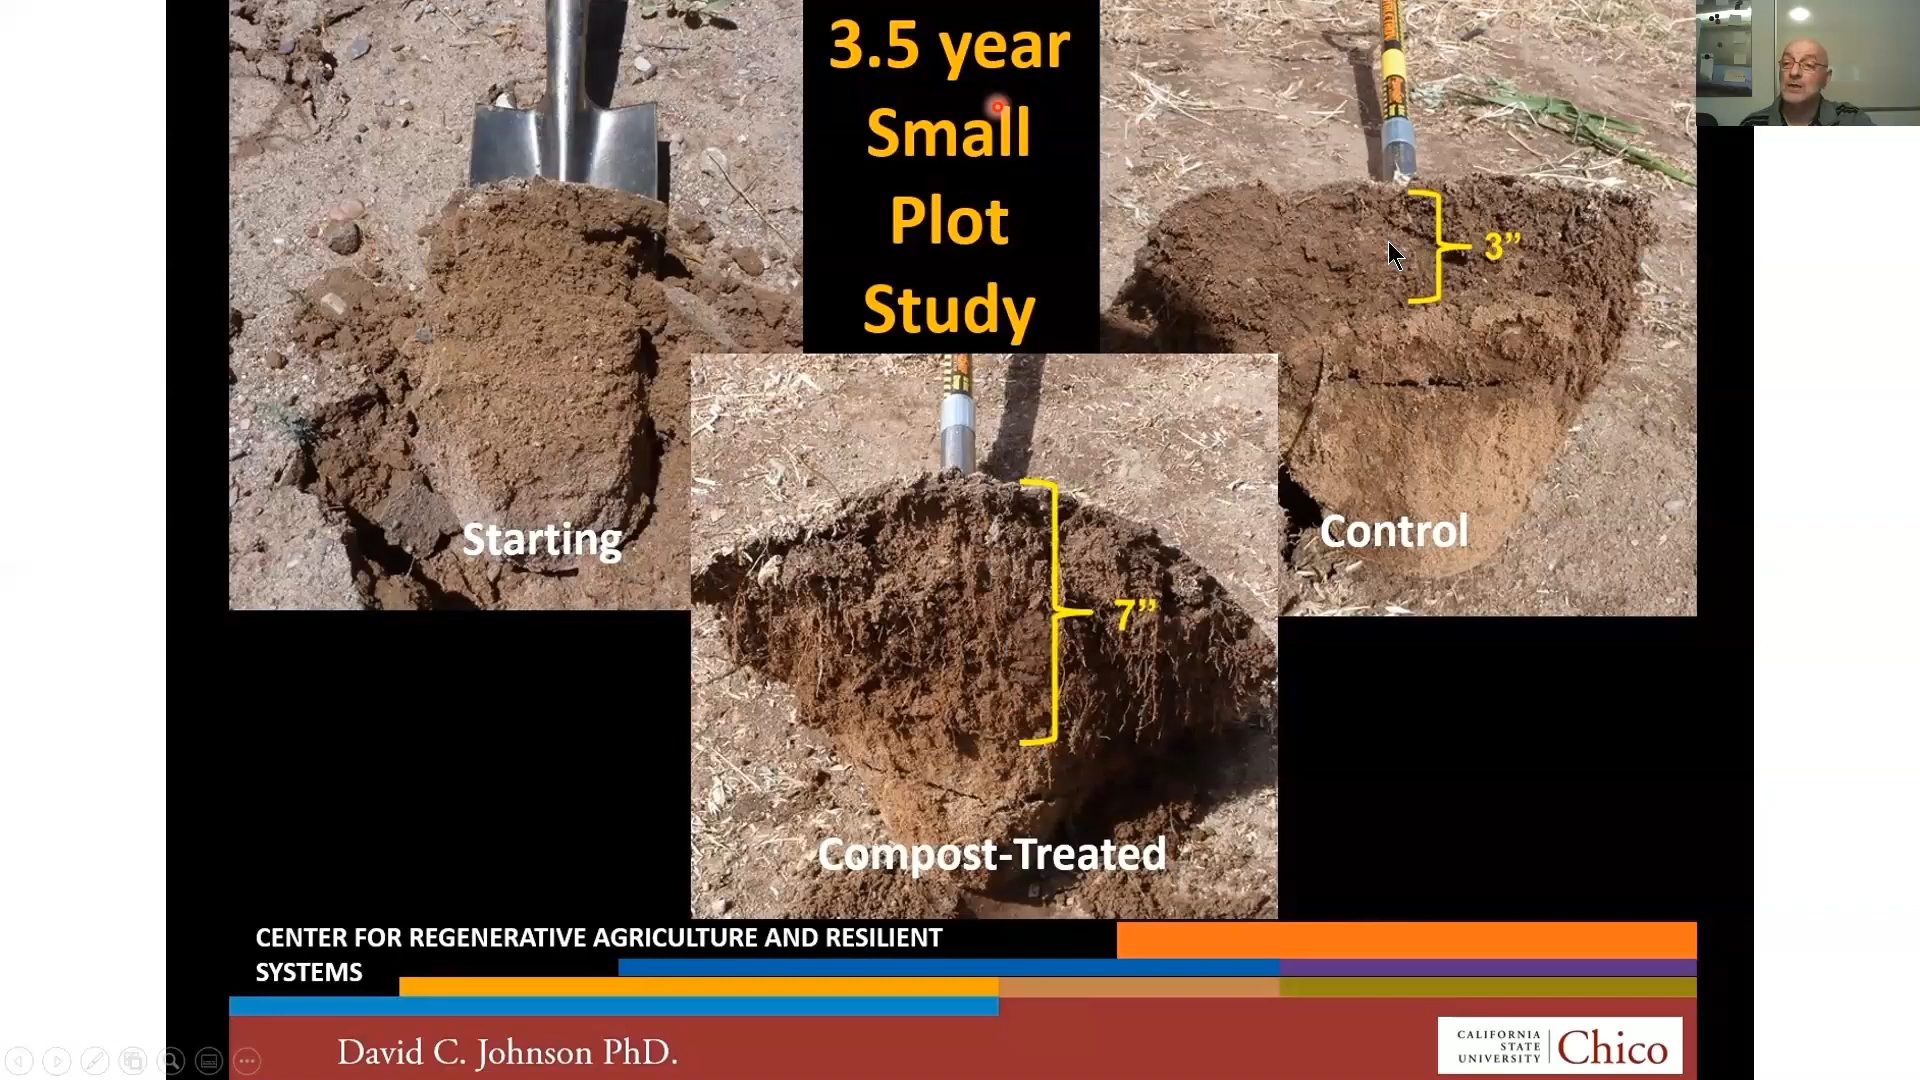 3.5 year
Small
Plot
Study
3”
Starting
Control
7”
Compost-Treated
CENTER FOR REGENERATIVE AGRICULTURE AND RESILIENT
SYSTEMS
David C. Johnson PhD.
CALIFORNIA
STATE
UNIVERSITY
Chico